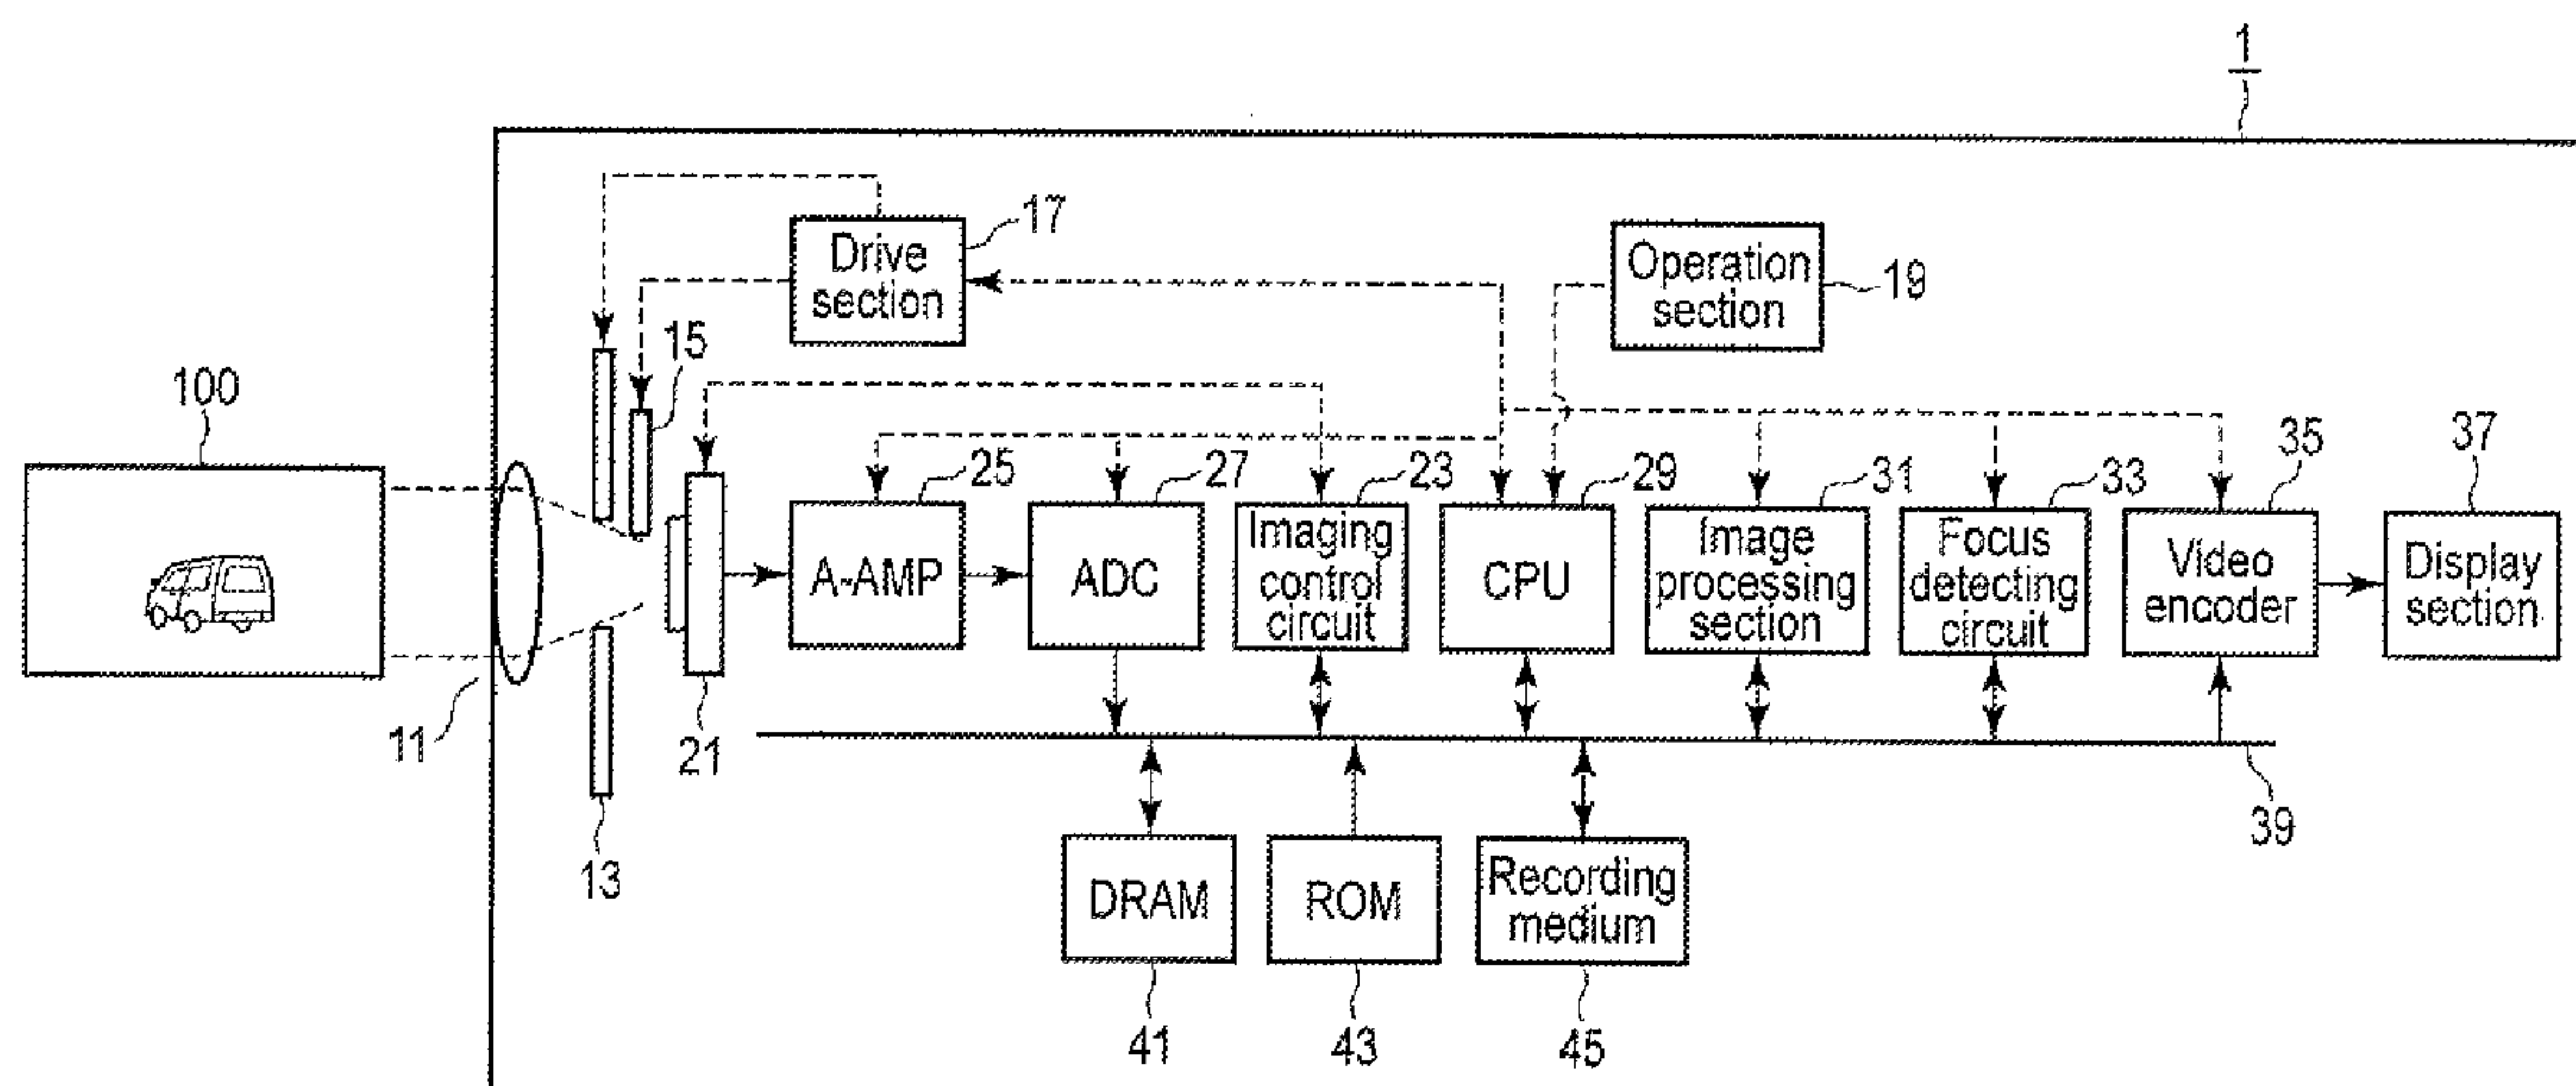 1
17
Drive
section
Operation
section
19
15
100
25
27
23
29
31
33
35
37
A-AMP
ADC
Imaging
control
circuit
CPU
Image
processing
section
Focus
detecting
circuit
Video
encoder
Display
section
11
21
39
13
DRAM
ROM
Recording
medium
41
43
45